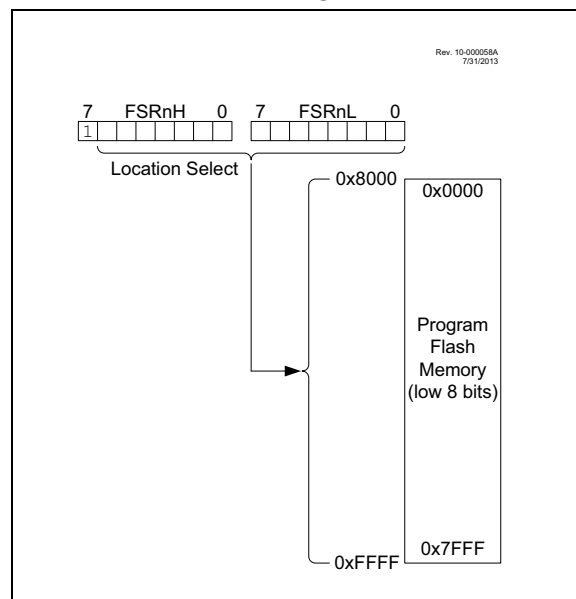 Rev. 10-000058A
7/31/2013
7 FSRnH 0 7 FSRnL 0
1
Location Select
0x8000
0x0000
Program
Flash
Memory
(low 8 bits)
0x7FFF
0xFFFF